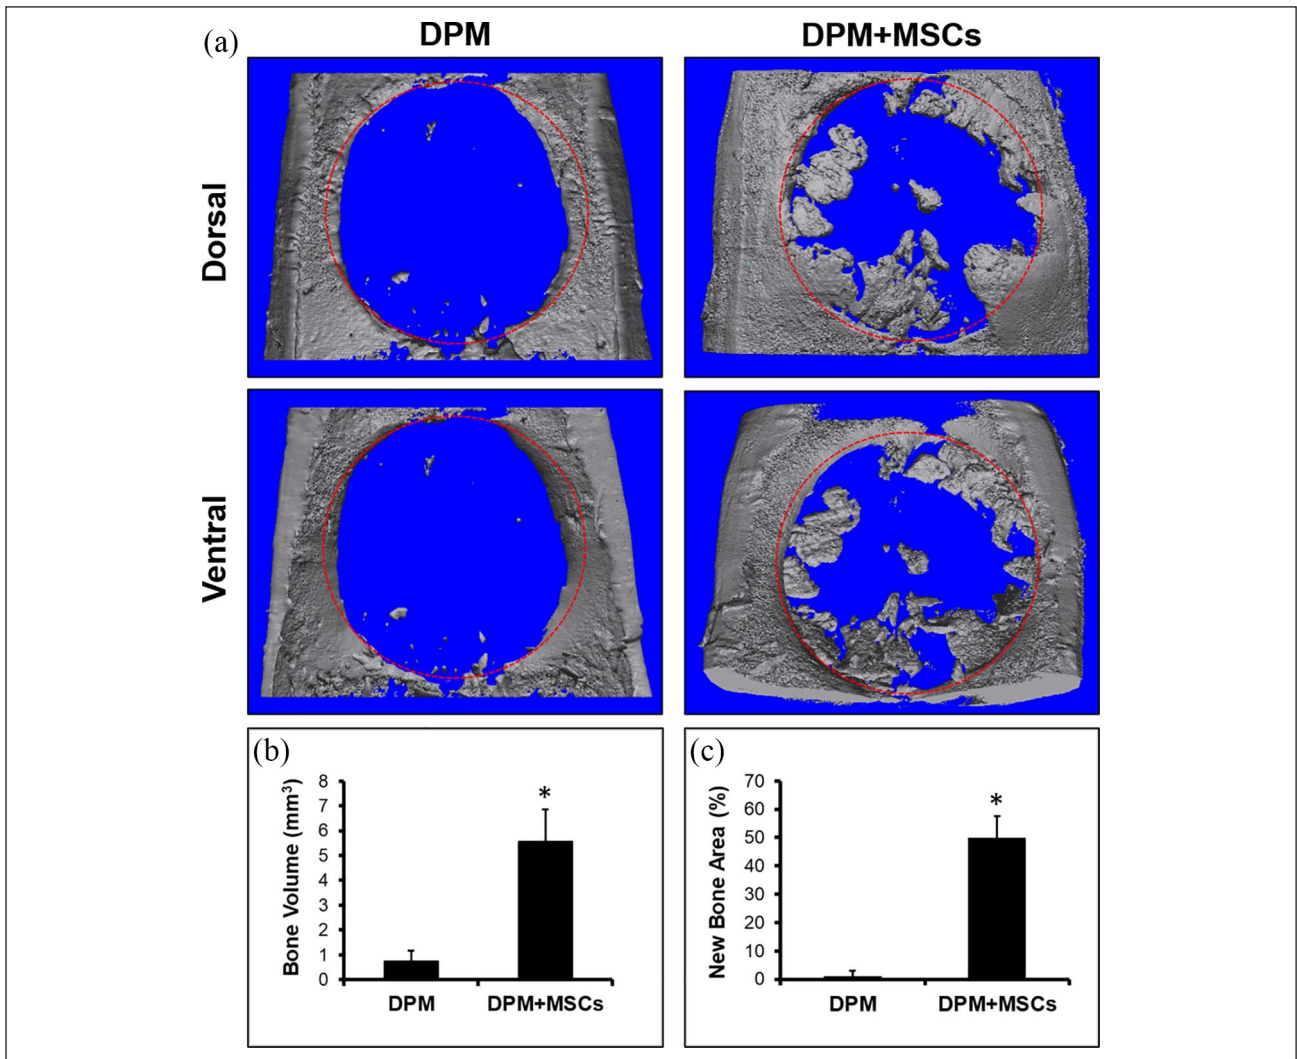 (a)
DPM
DPM+MSCs
Dorsal
Ventral
(b)
Bone Volume (mm³)
8
7
6
5
4
3
2
1
0
*
DPM
DPM+MSCs
(c)
New Bone Area (%)
70
60
50
40
30
20
10
0
*
DPM
DPM+MSCs